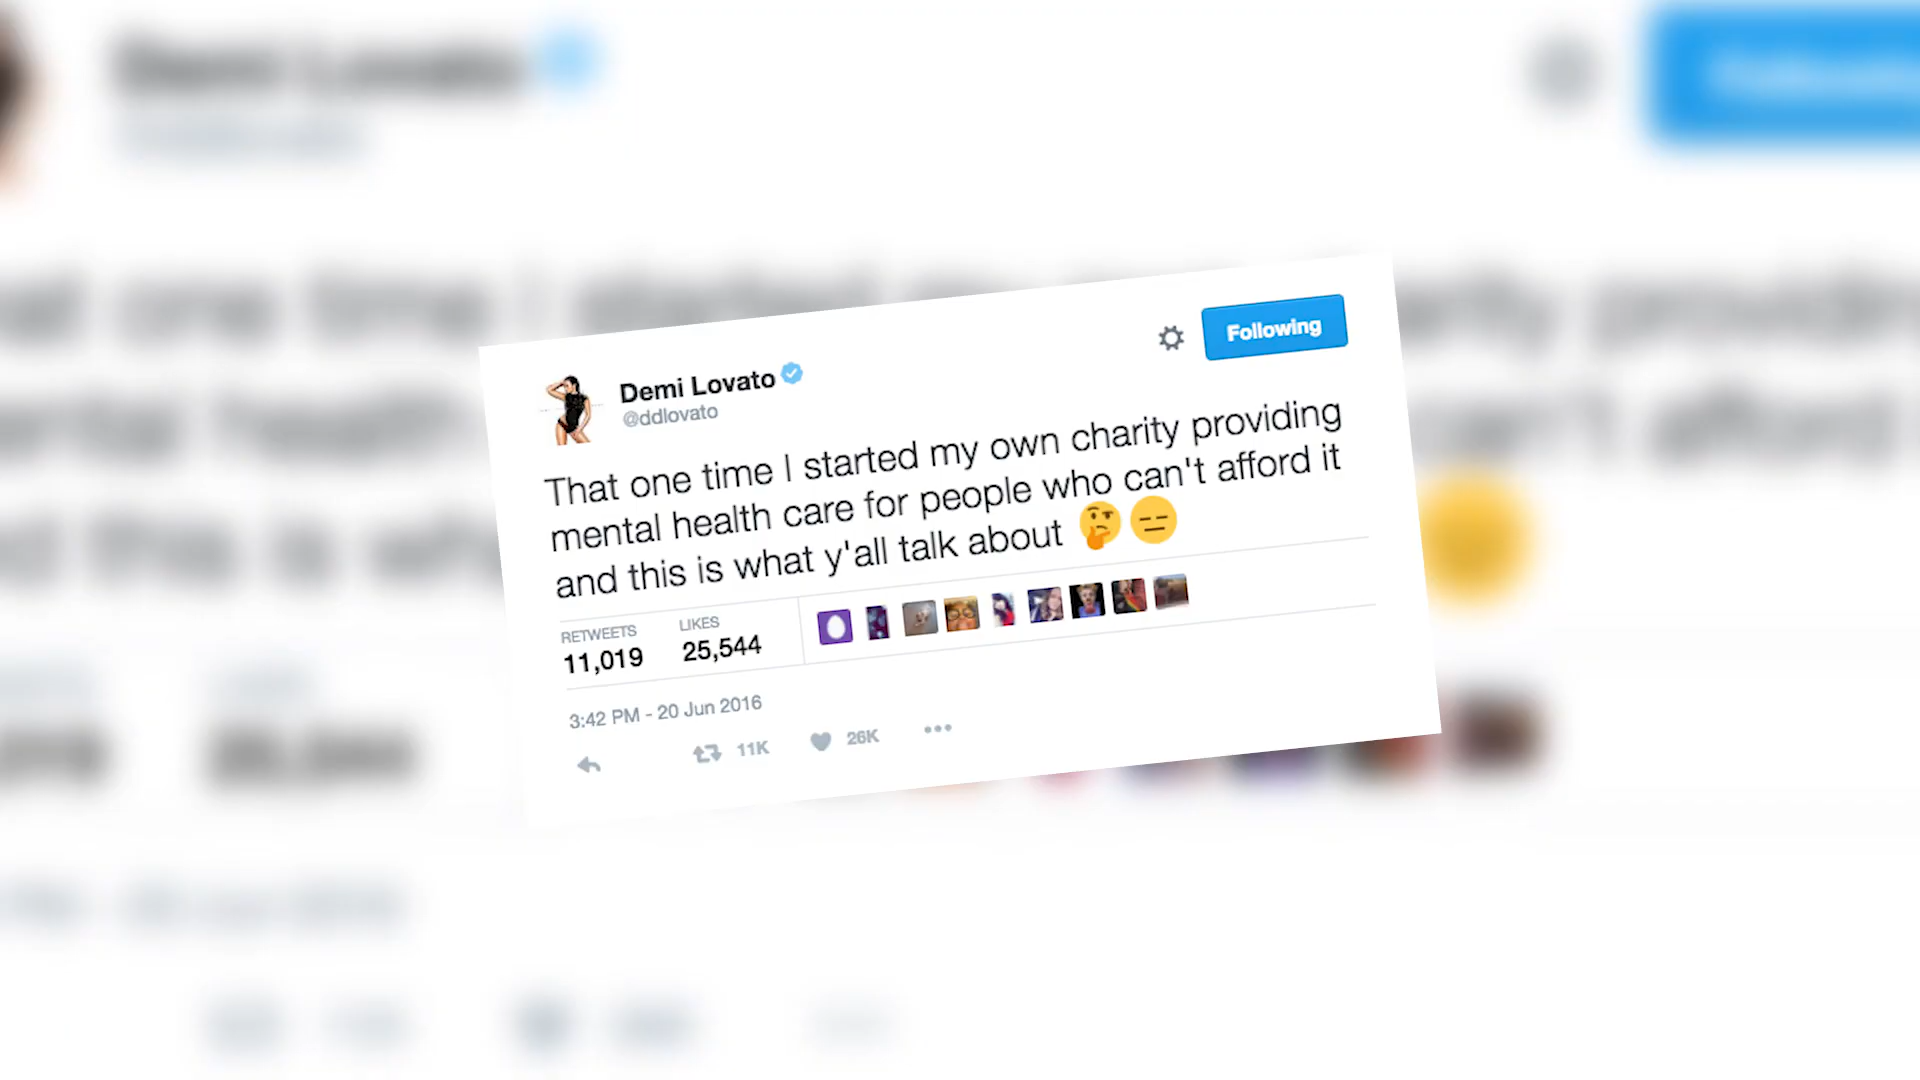 Demi Lovato
@ddlovato
Following
That one time I started my own charity providing
mental health care for people who can't afford it
and this is what y'all talk about 🤔😑
RETWEETS
11,019
LIKES
25,544
3:42 PM - 20 Jun 2016
11K
26K